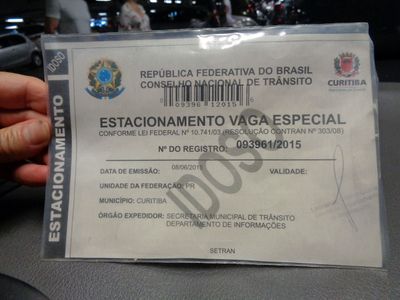 IDOSO
ESTACIONAMENTO
REPÚBLICA FEDERATIVA DO BRASIL
CONSELHO NACIONAL DE TRÂNSITO
CURITIBA
09396 12015
ESTACIONAMENTO VAGA ESPECIAL
CONFORME LEI FEDERAL Nº 10.741/03 (RESOLUÇÃO CONTRAN Nº 303/08)
Nº DO REGISTRO: 093961/2015
IDOSO
DATA DE EMISSÃO: 08/06/2015 VALIDADE:
UNIDADE DA FEDERAÇÃO: PR
MUNICÍPIO: CURITIBA
ÓRGÃO EXPEDIDOR: SECRETARIA MUNICIPAL DE TRÂNSITO
DEPARTAMENTO DE INFORMAÇÕES
SETRAN